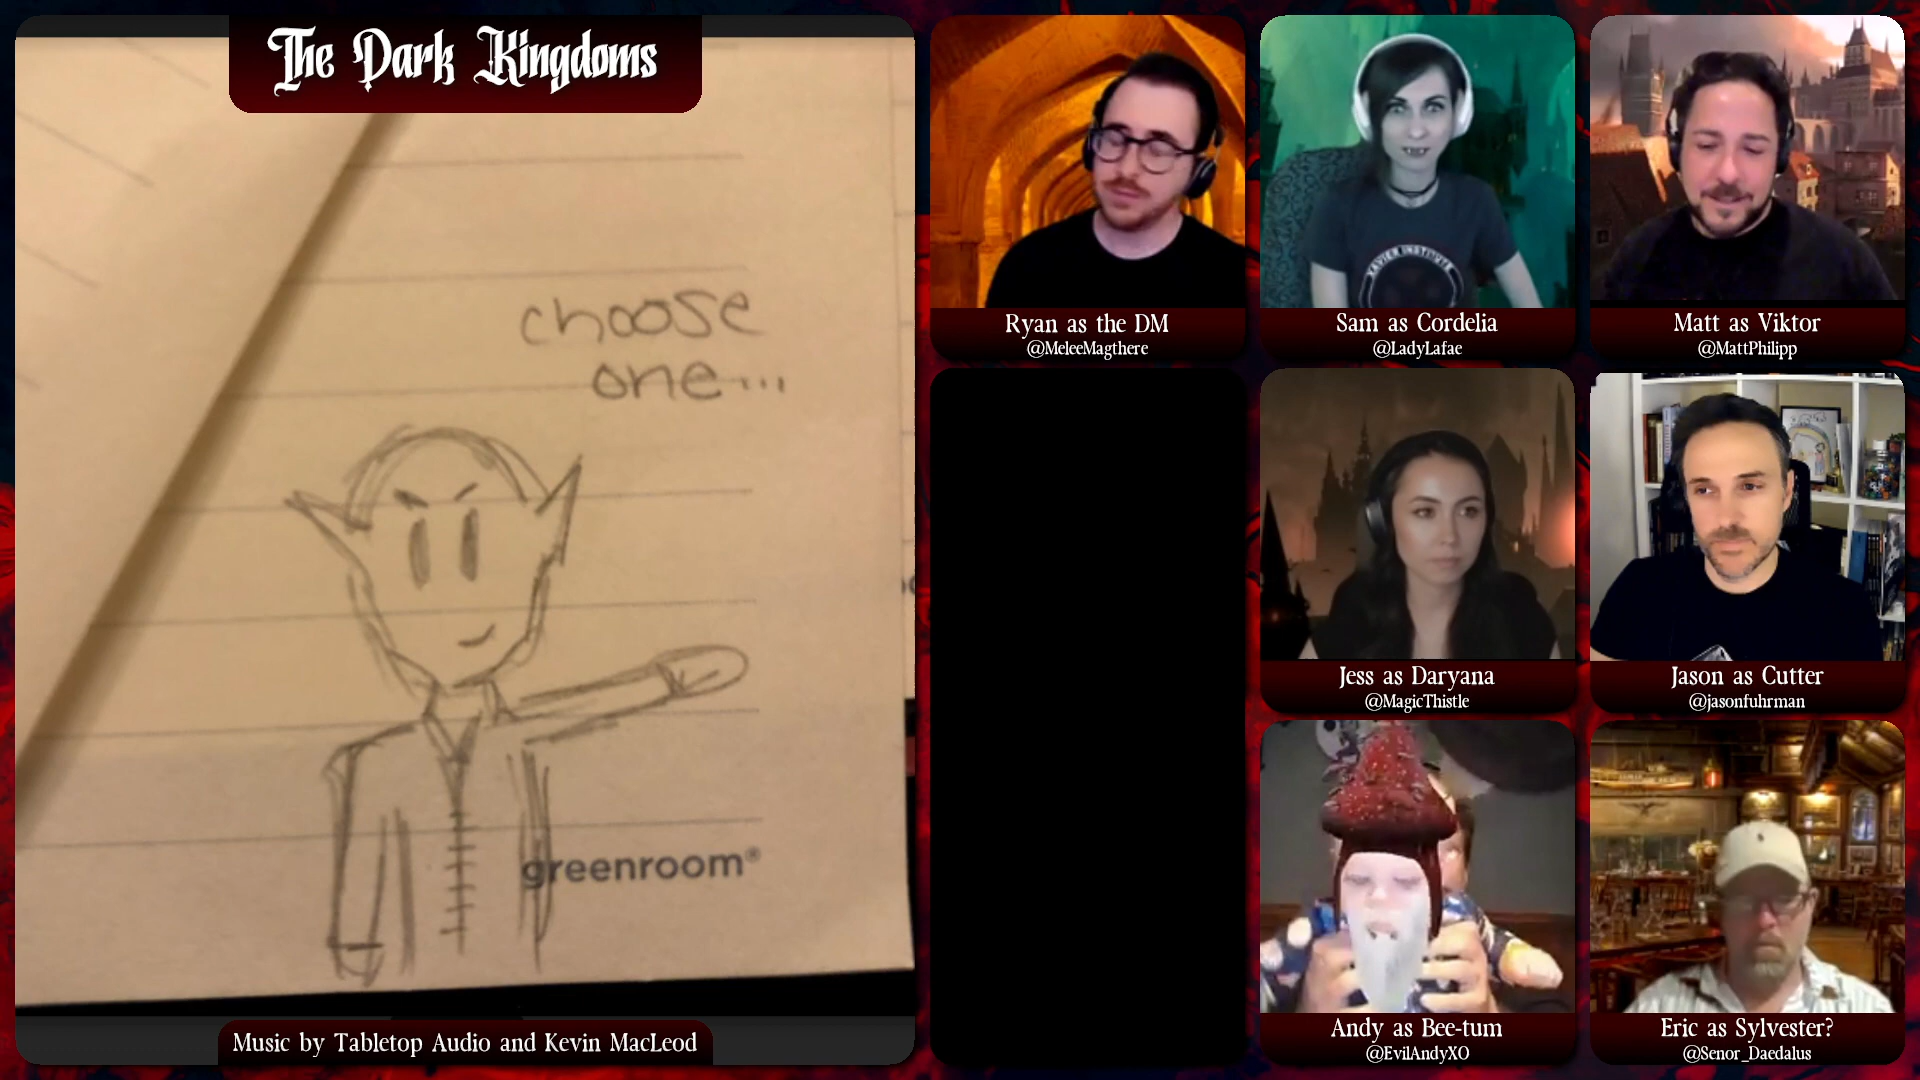 The Dark Kingdoms
choose
one...
greenroom®
Music by Tabletop Audio and Kevin MacLeod
Ryan as the DM
@MeleeMagthere
Sam as Cordelia
@LadyLafae
Matt as Viktor
@MattPhilipp
XAVIER INSTITUTE
Jess as Daryana
@MagicThistle
Jason as Cutter
@jasonfuhrman
Andy as Bee-tum
@EvilAndyXO
Eric as Sylvester?
@Senor_Daedalus